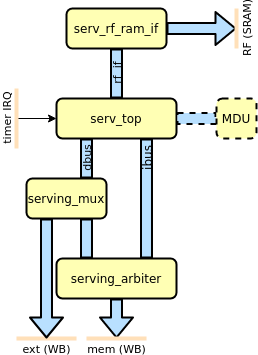 serv_rf_ram_if
RF (SRAM)
rf_if
timer IRQ
serv_top
MDU
dbus
ibus
serving_mux
serving_arbiter
ext (WB)
mem (WB)